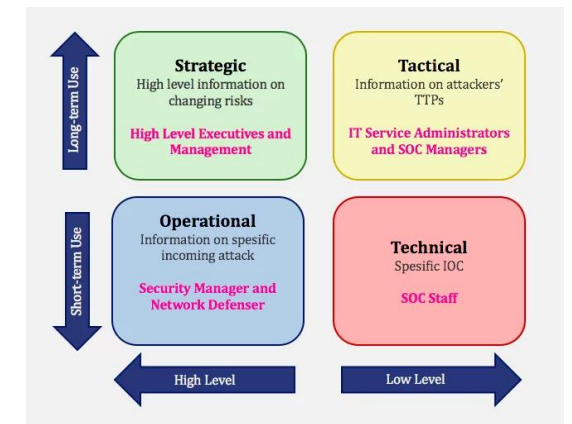 Long-term Use
Strategic
High level information on
changing risks
High Level Executives and
Management
Tactical
Information on attackers'
TTPs
IT Service Administrators
and SOC Managers
Short-term Use
Operational
Information on spesific
incoming attack
Security Manager and
Network Defenser
Technical
Spesific IOC
SOC Staff
High Level
Low Level